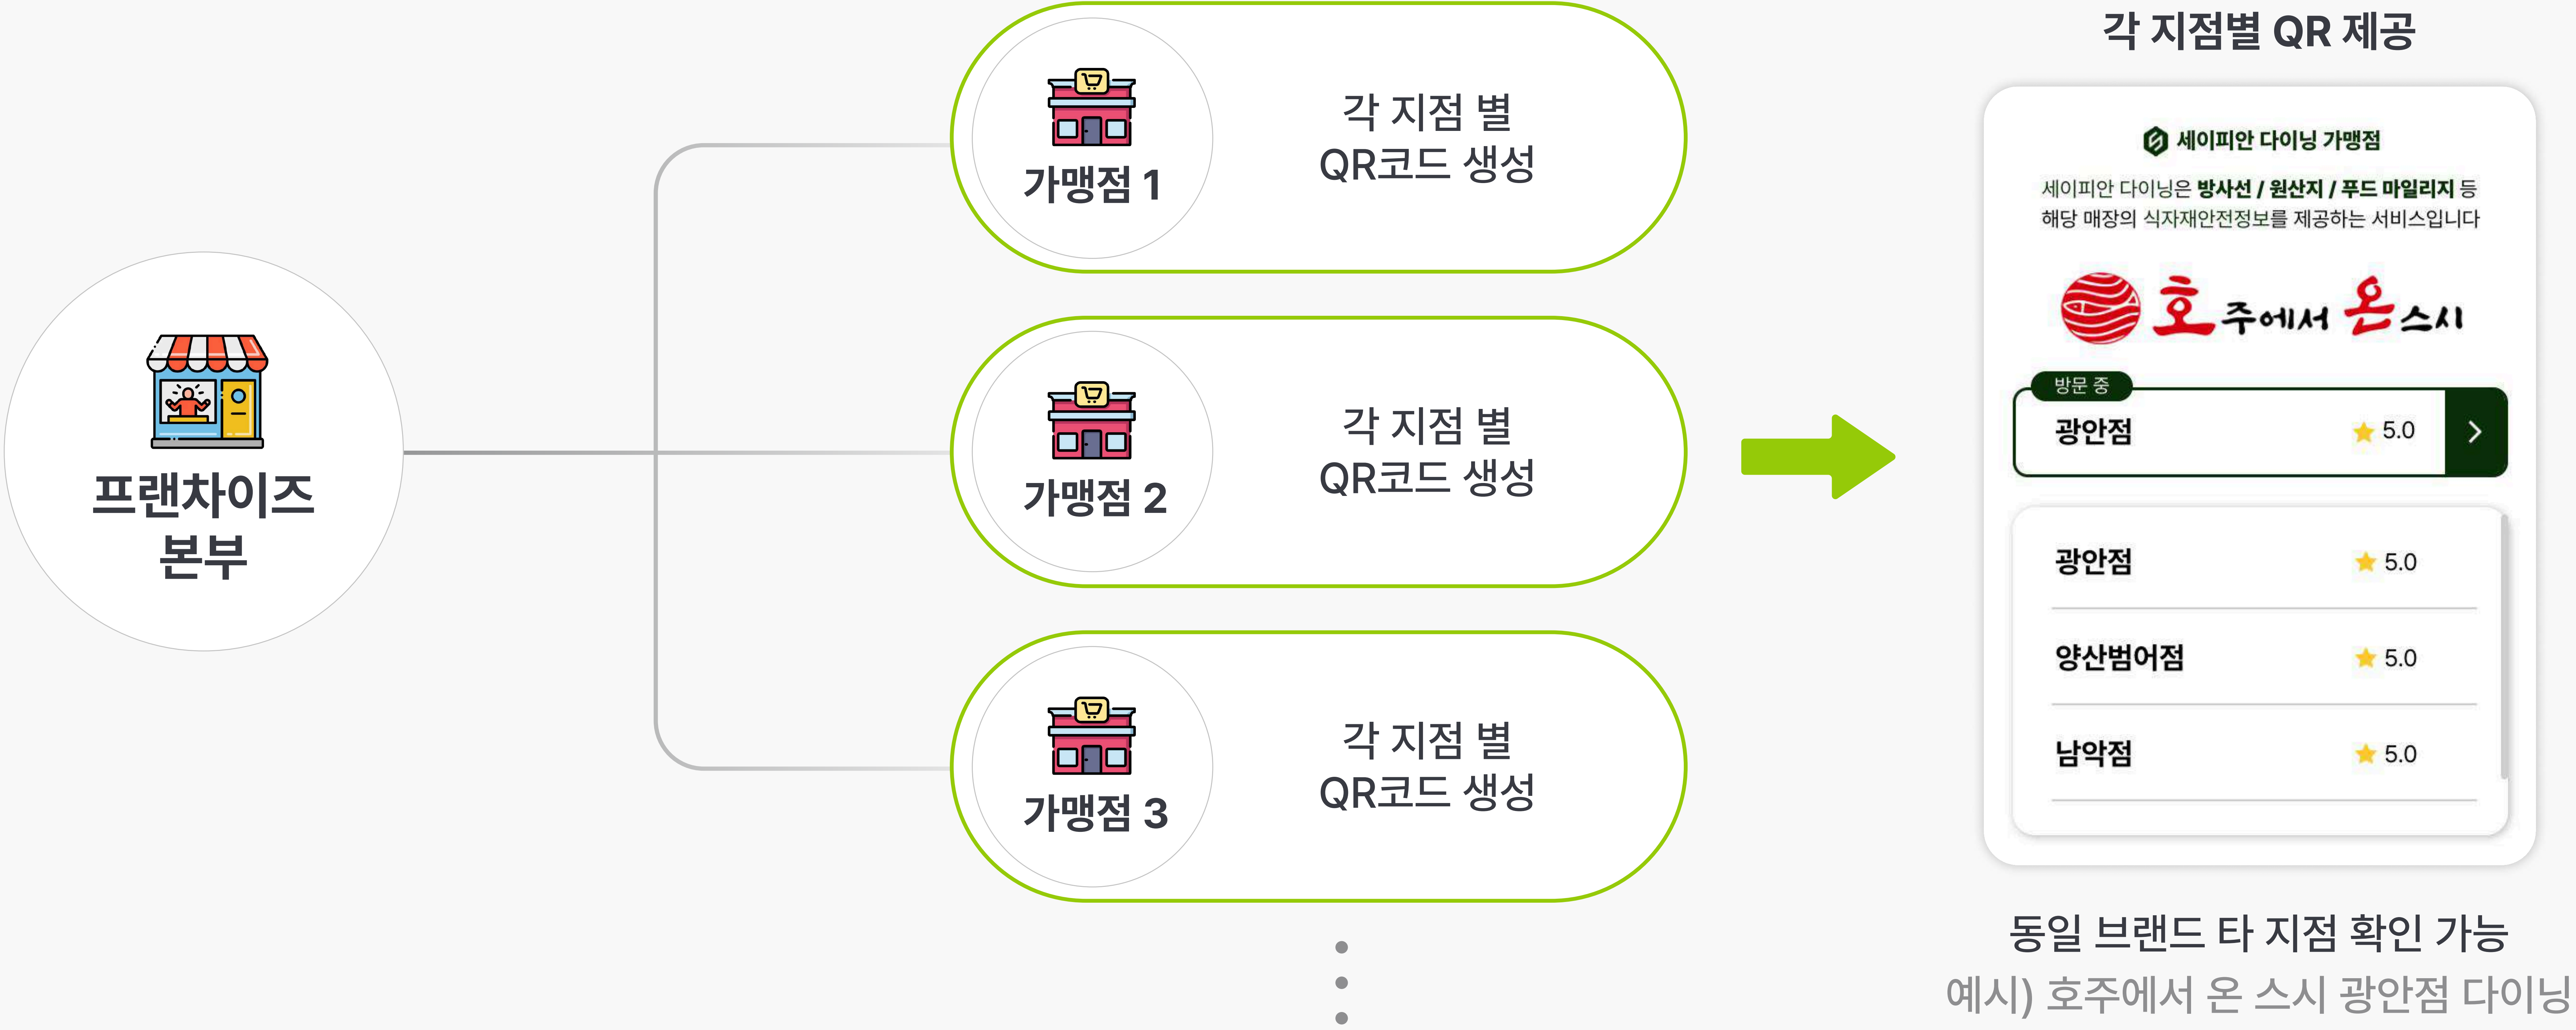 프랜차이즈
본부
가맹점 1
각 지점 별
QR코드 생성
가맹점 2
각 지점 별
QR코드 생성
가맹점 3
각 지점 별
QR코드 생성
각 지점별 QR 제공
세이피안 다이닝 가맹점
세이피안 다이닝은 방사선 / 원산지 / 푸드 마일리지 등
해당 매장의 식자재안전정보를 제공하는 서비스입니다
호주에서 온스시
방문 중
광안점 5.0
광안점 5.0
양산범어점 5.0
남악점 5.0
동일 브랜드 타 지점 확인 가능
예시) 호주에서 온 스시 광안점 다이닝